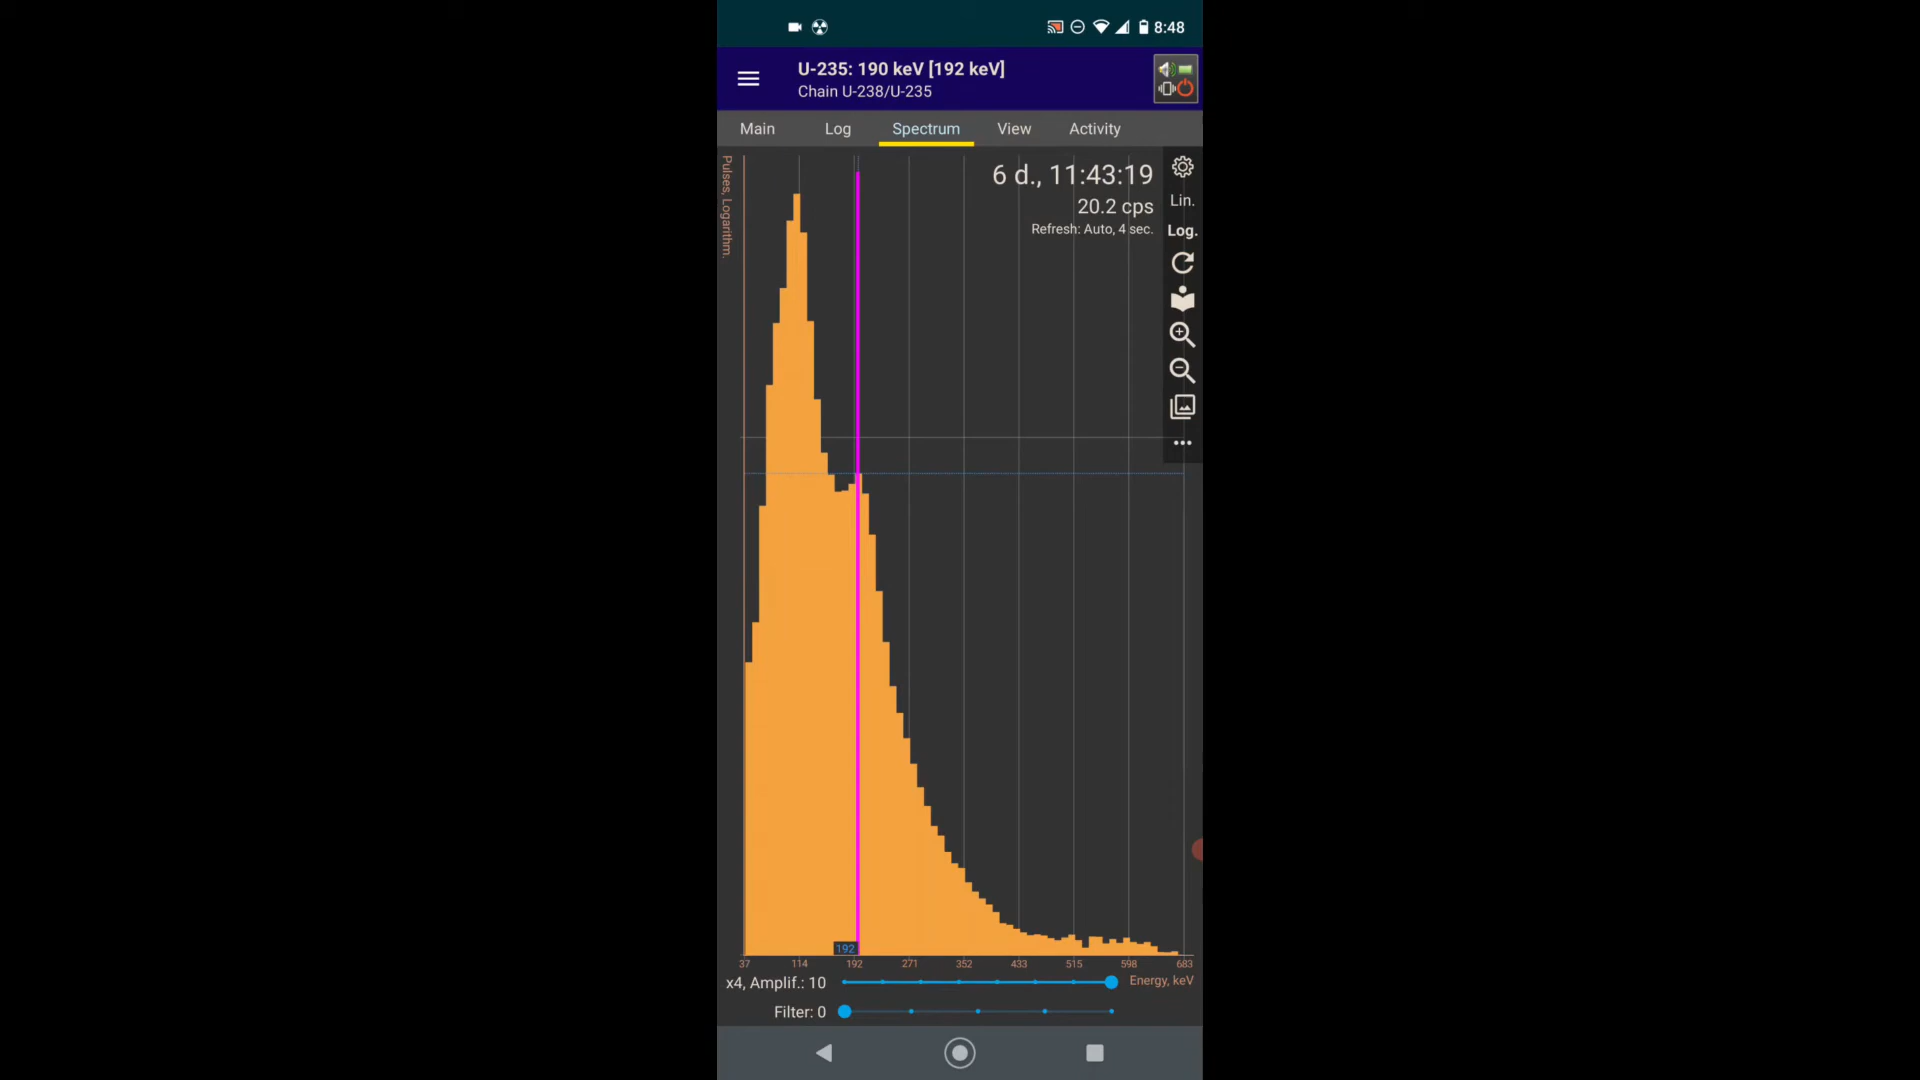 8:48
U-235: 190 keV [192 keV]
Chain U-238/U-235
Main Log Spectrum View Activity
Pulses, Logarithm.
6 d., 11:43:19
20.2 cps
Refresh: Auto, 4 sec.
Lin.
Log.
192
37 114 192 271 352 433 515 598 683
x4, Amplif.: 10
Energy, keV
Filter: 0